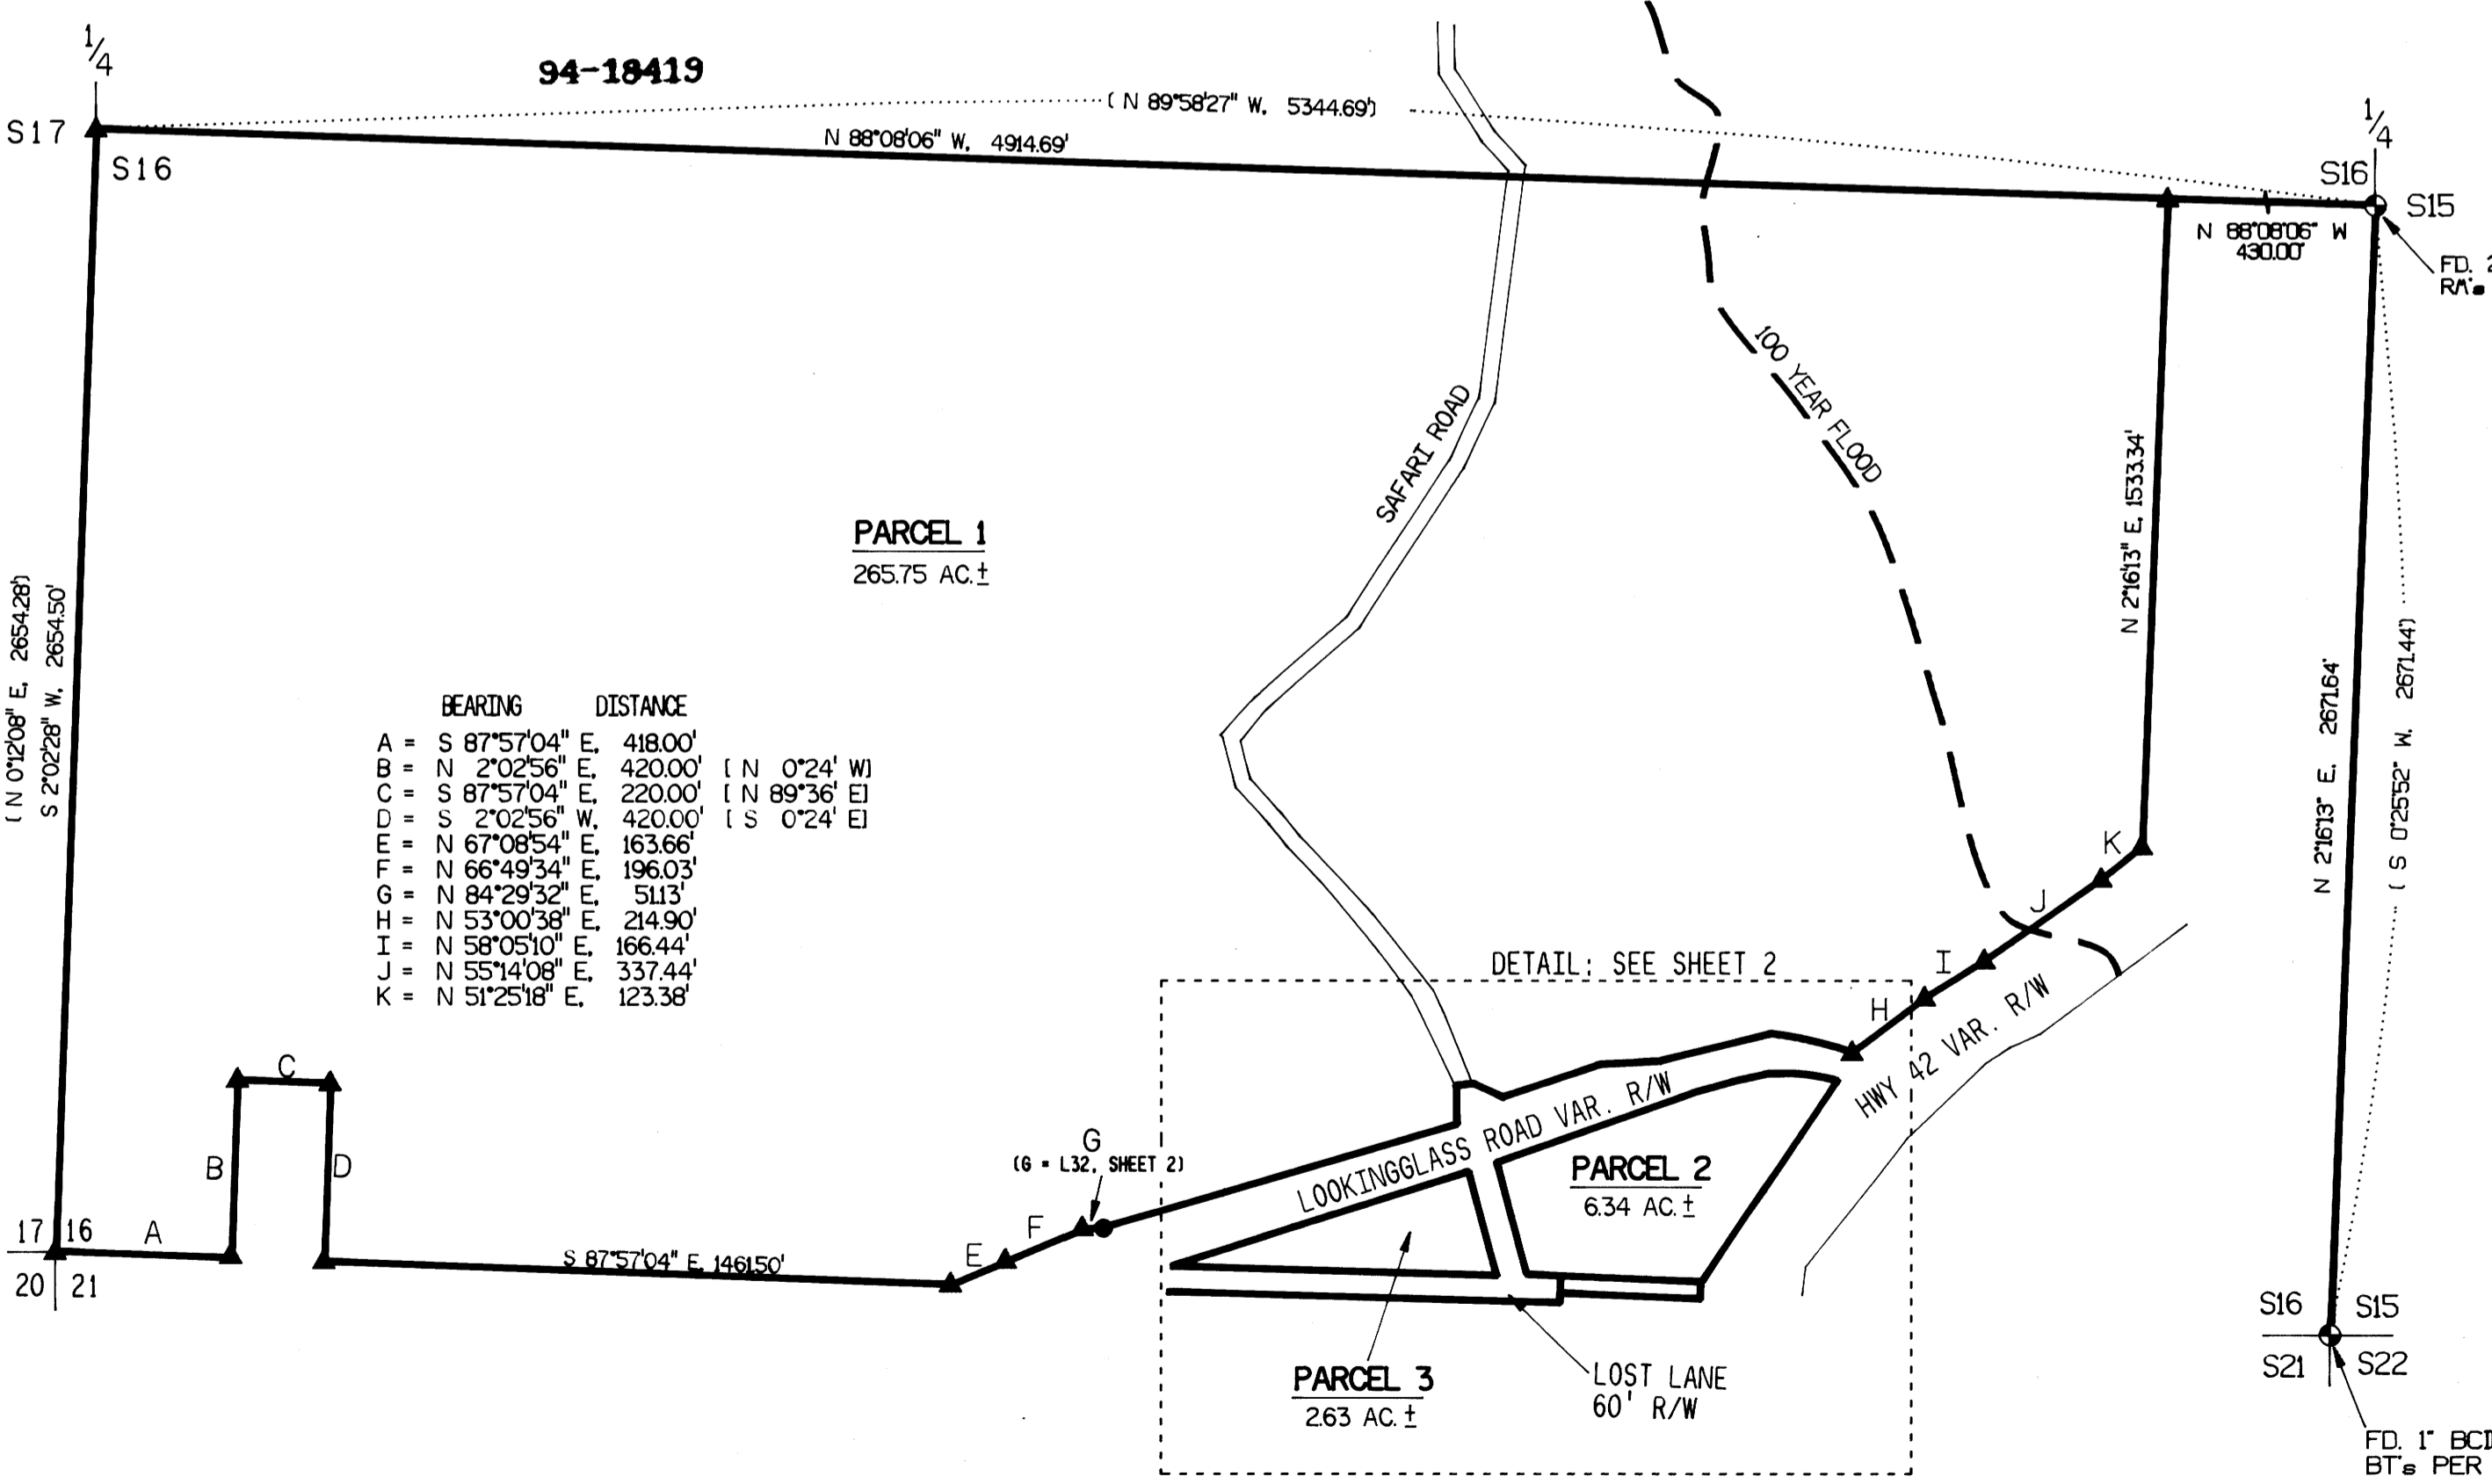 94-18419
1/4
S17
S16
( N 89°58'27" W, 5344.69')
N 88°08'06" W, 4914.69'
1/4
S16
S15
N 88°08'06" W
430.00'
FD. 2
RM's
SAFARI ROAD
100 YEAR FLOOD
N 2°16'13" E, 1533.34'
N 2°16'13" E, 2671.64'
( S 0°25'52" W, 2671.44')
( N 0°12'08" E, 2654.28')
S 2°02'28" W, 2654.50'
PARCEL 1
265.75 AC.±
BEARING DISTANCE
A = S 87°57'04" E, 418.00'
B = N 2°02'56" E, 420.00' [ N 0°24' W]
C = S 87°57'04" E, 220.00' [ N 89°36' E]
D = S 2°02'56" W, 420.00' [ S 0°24' E]
E = N 67°08'54" E, 163.66'
F = N 66°49'34" E, 196.03'
G = N 84°29'32" E, 51.13'
H = N 53°00'38" E, 214.90'
I = N 58°05'10" E, 166.44'
J = N 55°14'08" E, 337.44'
K = N 51°25'18" E, 123.38'
K
J
I
H
DETAIL: SEE SHEET 2
HWY 42 VAR. R/W
LOOKINGGLASS ROAD VAR. R/W
C
B
D
G
(G = L32, SHEET 2)
F
E
A
17 16
20 21
S 87°57'04" E, 1461.50'
PARCEL 2
6.34 AC.±
PARCEL 3
2.63 AC.±
LOST LANE
60' R/W
S16 S15
S21 S22
FD. 1" BCD
BT's PER